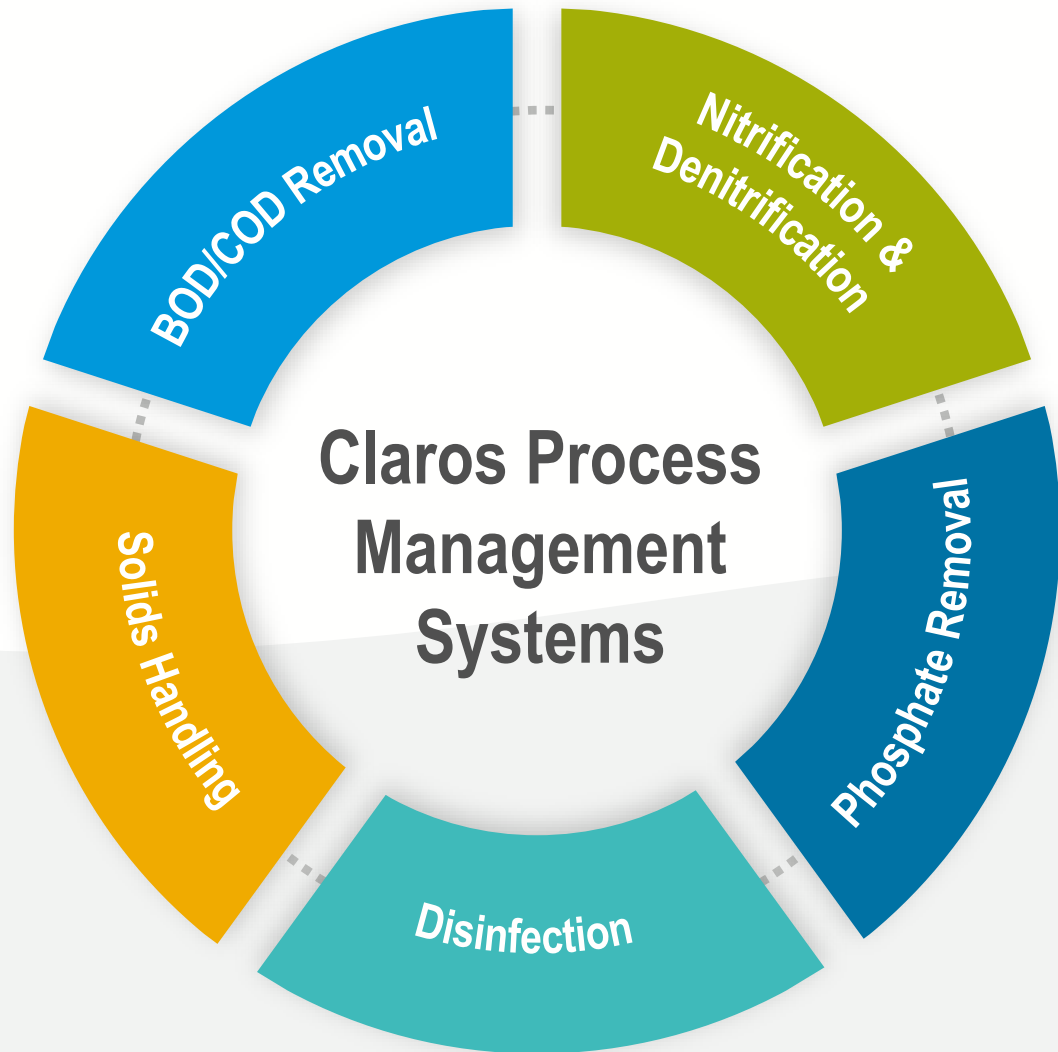 BOD/COD Removal
Nitrification &
Denitrification
Phosphate Removal
Disinfection
Solids Handling
Claros Process
Management
Systems